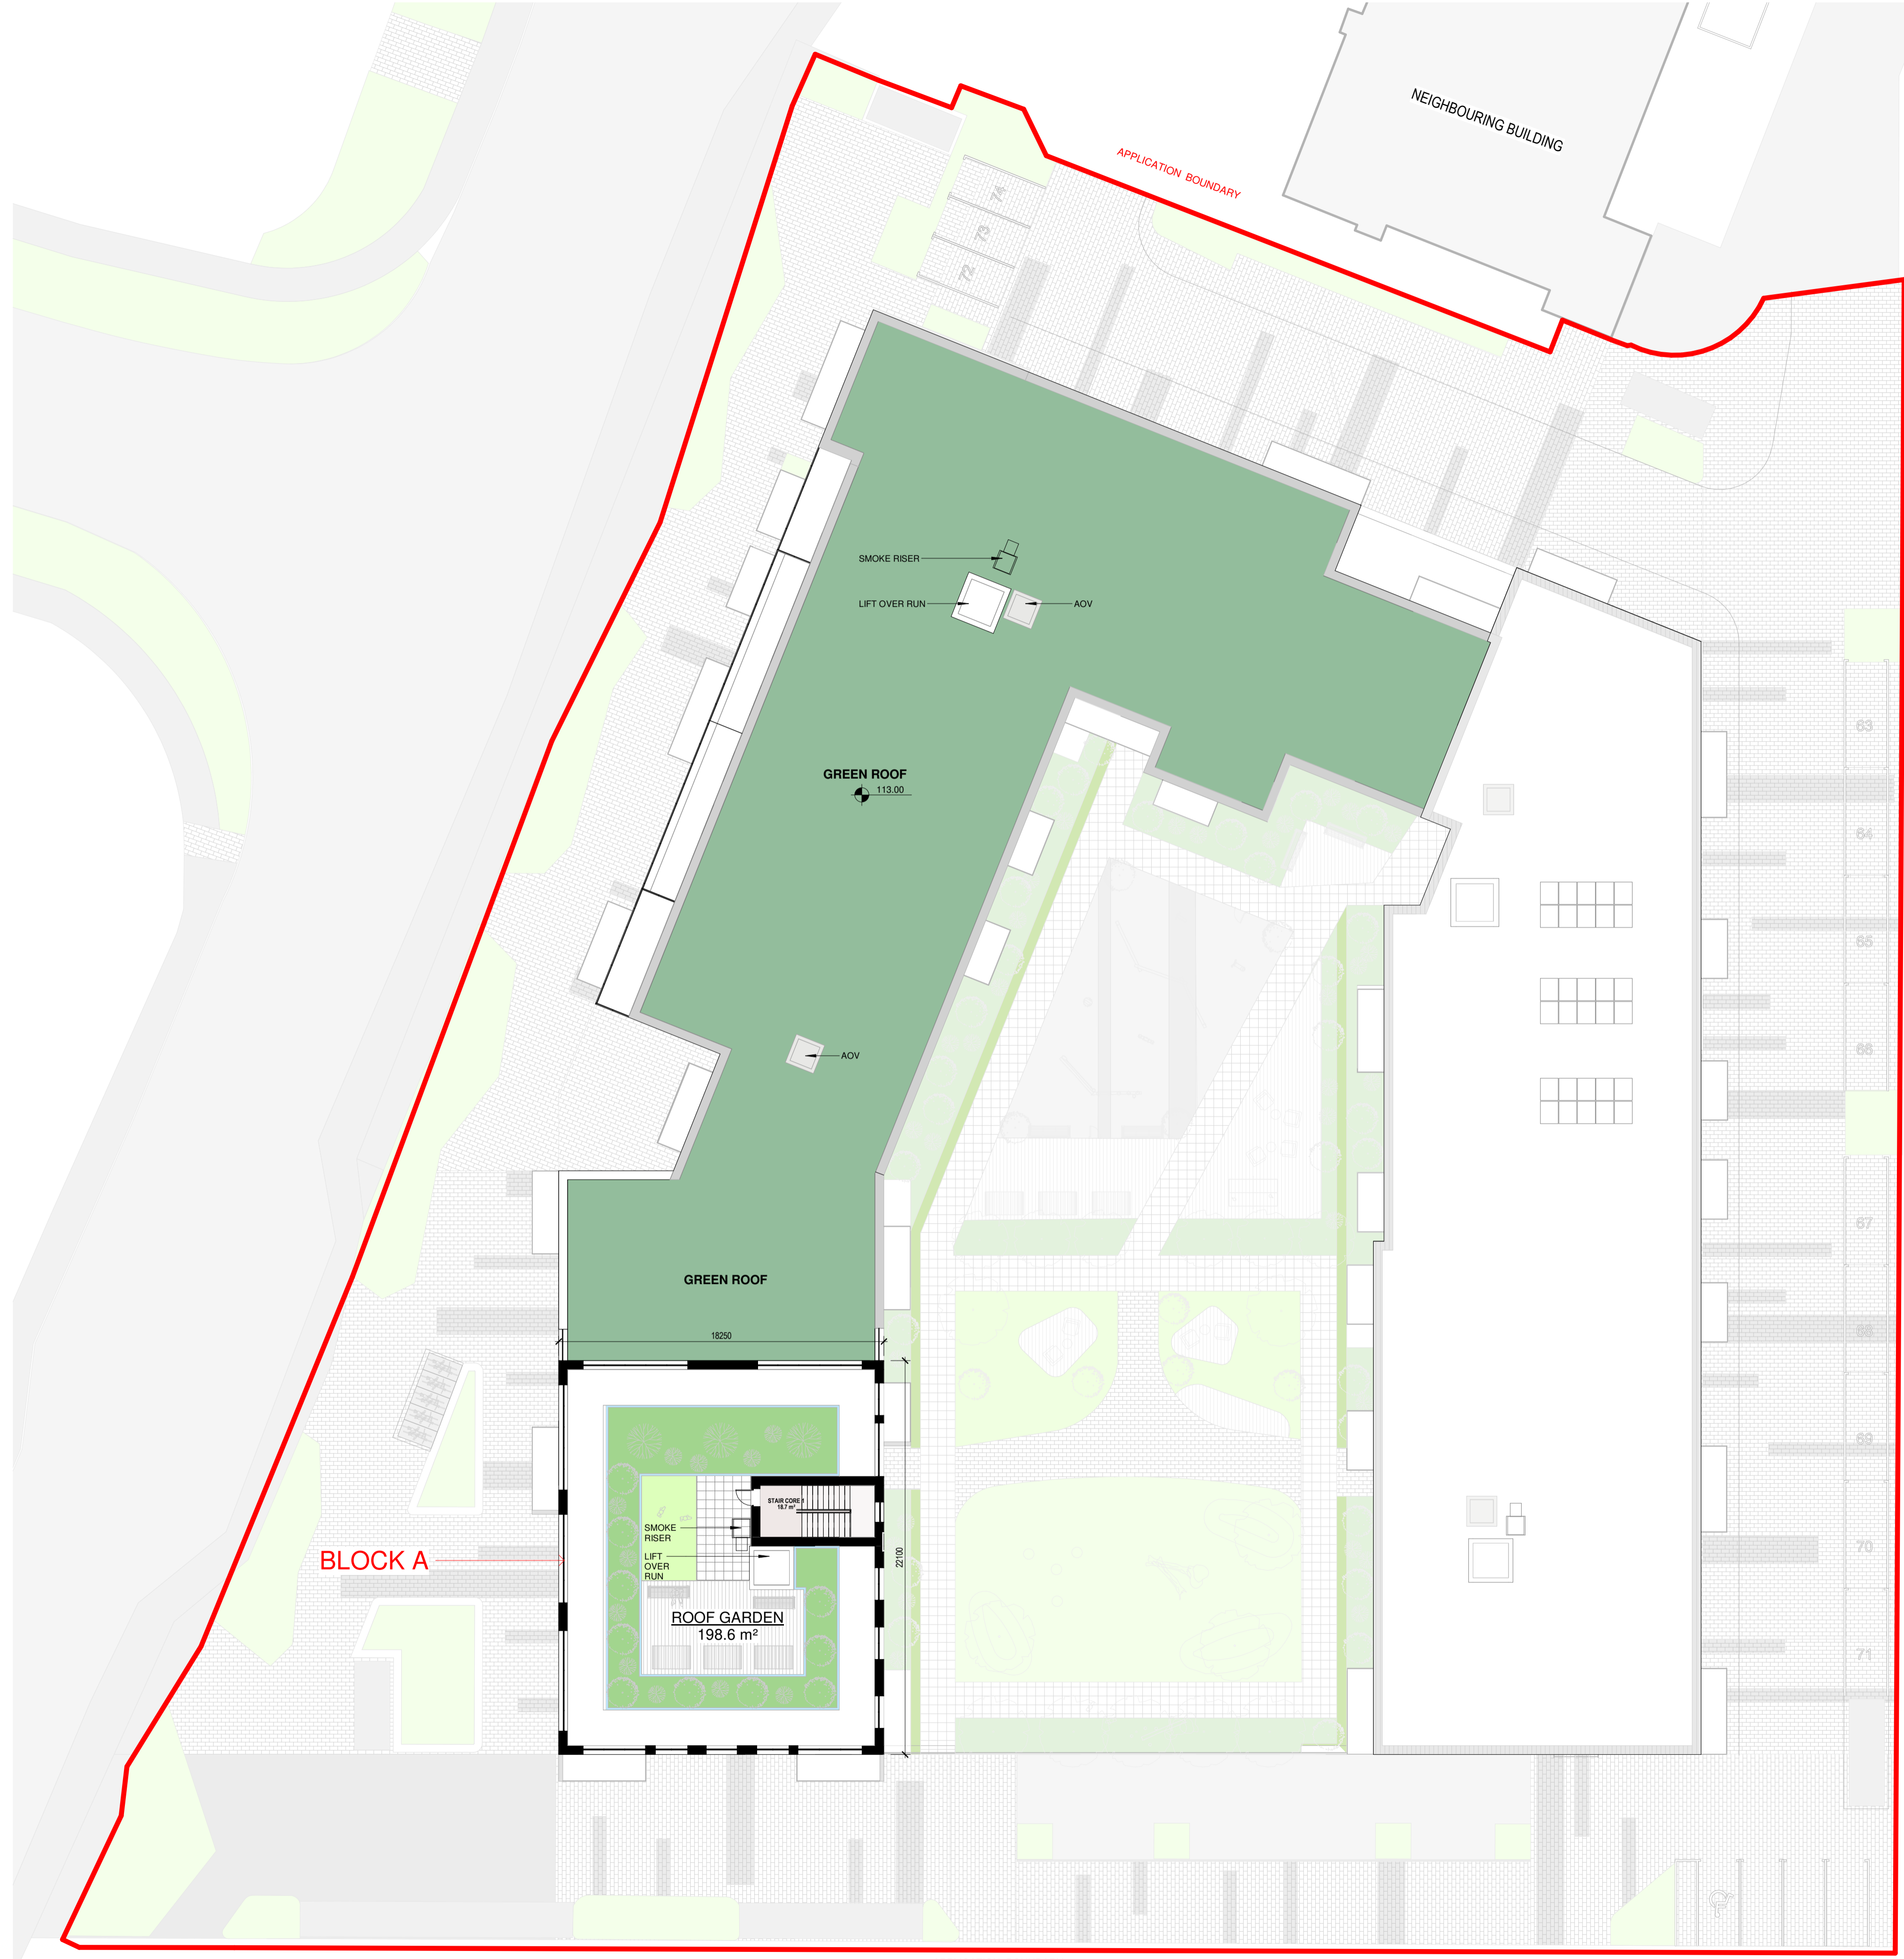 NEIGHBOURING BUILDING
APPLICATION BOUNDARY
74
73
72
SMOKE RISER
LIFT OVER RUN
AOV
63
GREEN ROOF
113.00
64
65
66
AOV
67
GREEN ROOF
18250
68
69
STAIR CORE 1
18.7 m²
SMOKE
RISER
LIFT
OVER
RUN
22100
70
BLOCK A
ROOF GARDEN
198.6 m²
71